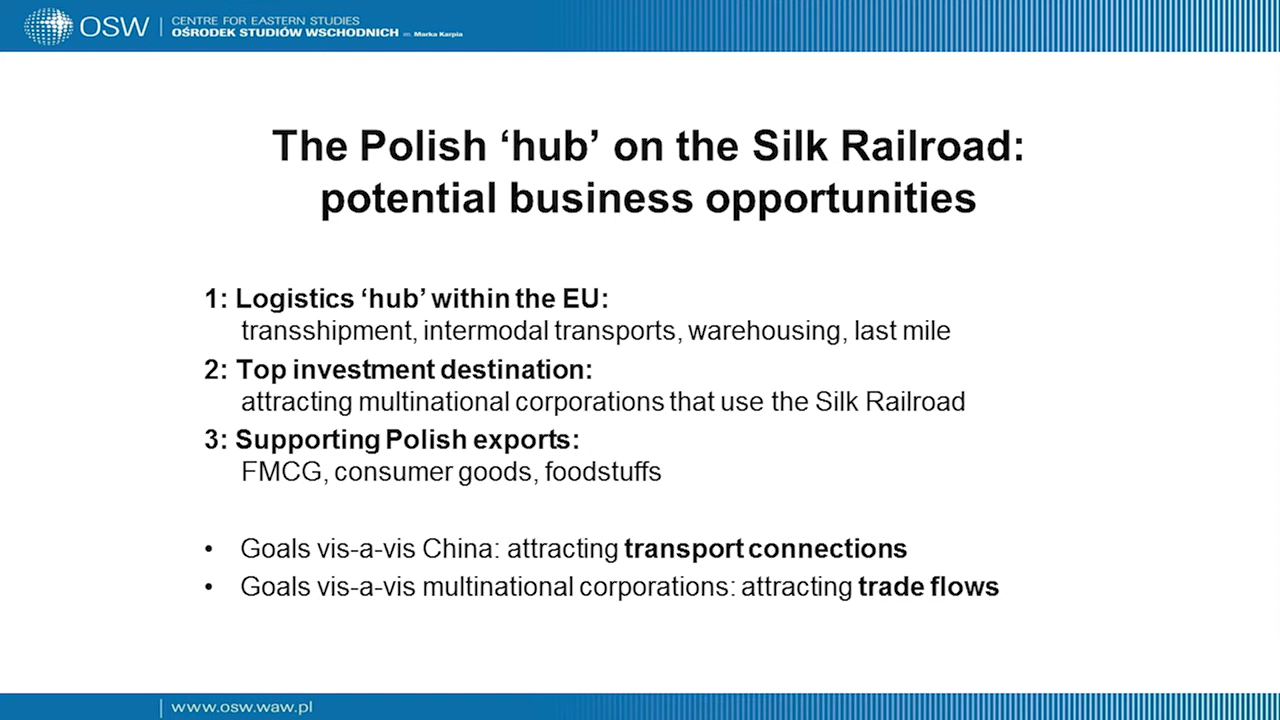 OSW
CENTRE FOR EASTERN STUDIES
OŚRODEK STUDIÓW WSCHODNICH im. Marka Karpia
The Polish ‘hub’ on the Silk Railroad:
potential business opportunities
1: Logistics ‘hub’ within the EU:
transshipment, intermodal transports, warehousing, last mile
2: Top investment destination:
attracting multinational corporations that use the Silk Railroad
3: Supporting Polish exports:
FMCG, consumer goods, foodstuffs
• Goals vis-a-vis China: attracting transport connections
• Goals vis-a-vis multinational corporations: attracting trade flows
www.osw.waw.pl